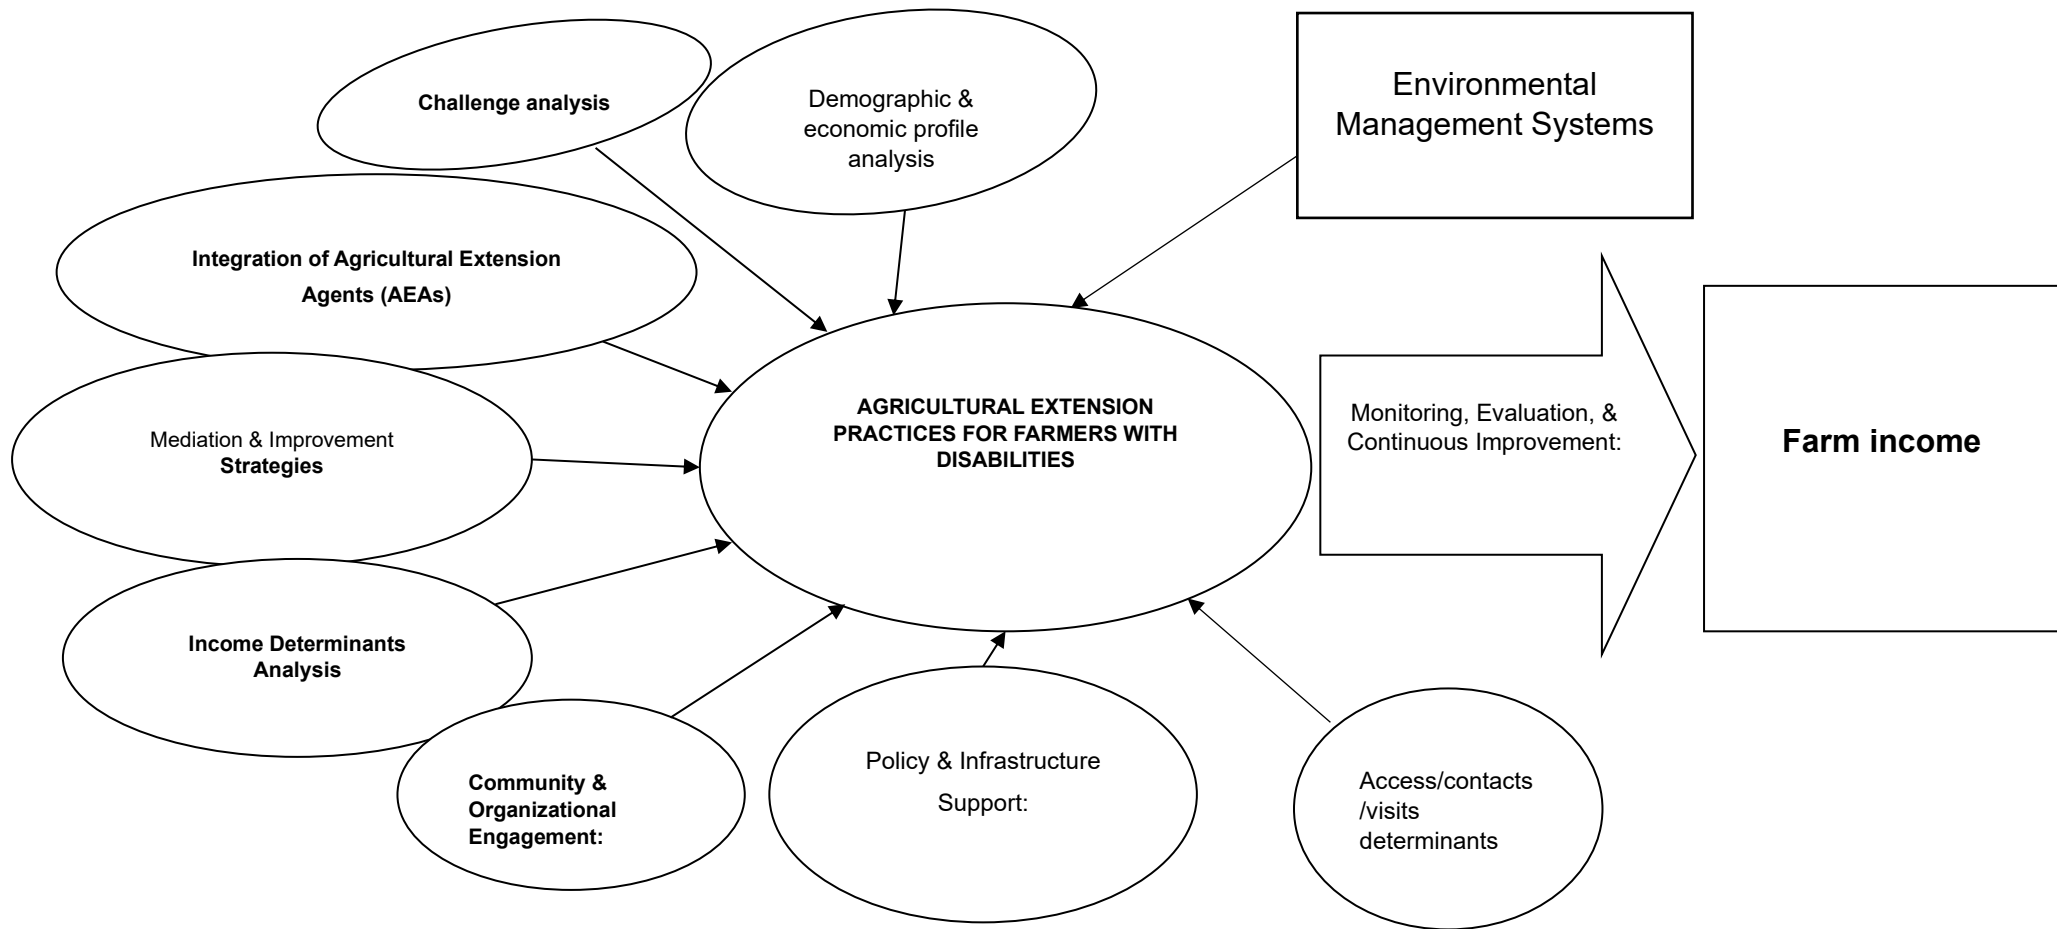 Challenge analysis
Demographic &
economic profile
analysis
Environmental
Management Systems
Integration of Agricultural Extension
Agents (AEAs)
Mediation & Improvement
Strategies
AGRICULTURAL EXTENSION
PRACTICES FOR FARMERS WITH
DISABILITIES
Monitoring, Evaluation, &
Continuous Improvement:
Farm income
Income Determinants
Analysis
Community &
Organizational
Engagement:
Policy & Infrastructure
Support:
Access/contacts
/visits
determinants